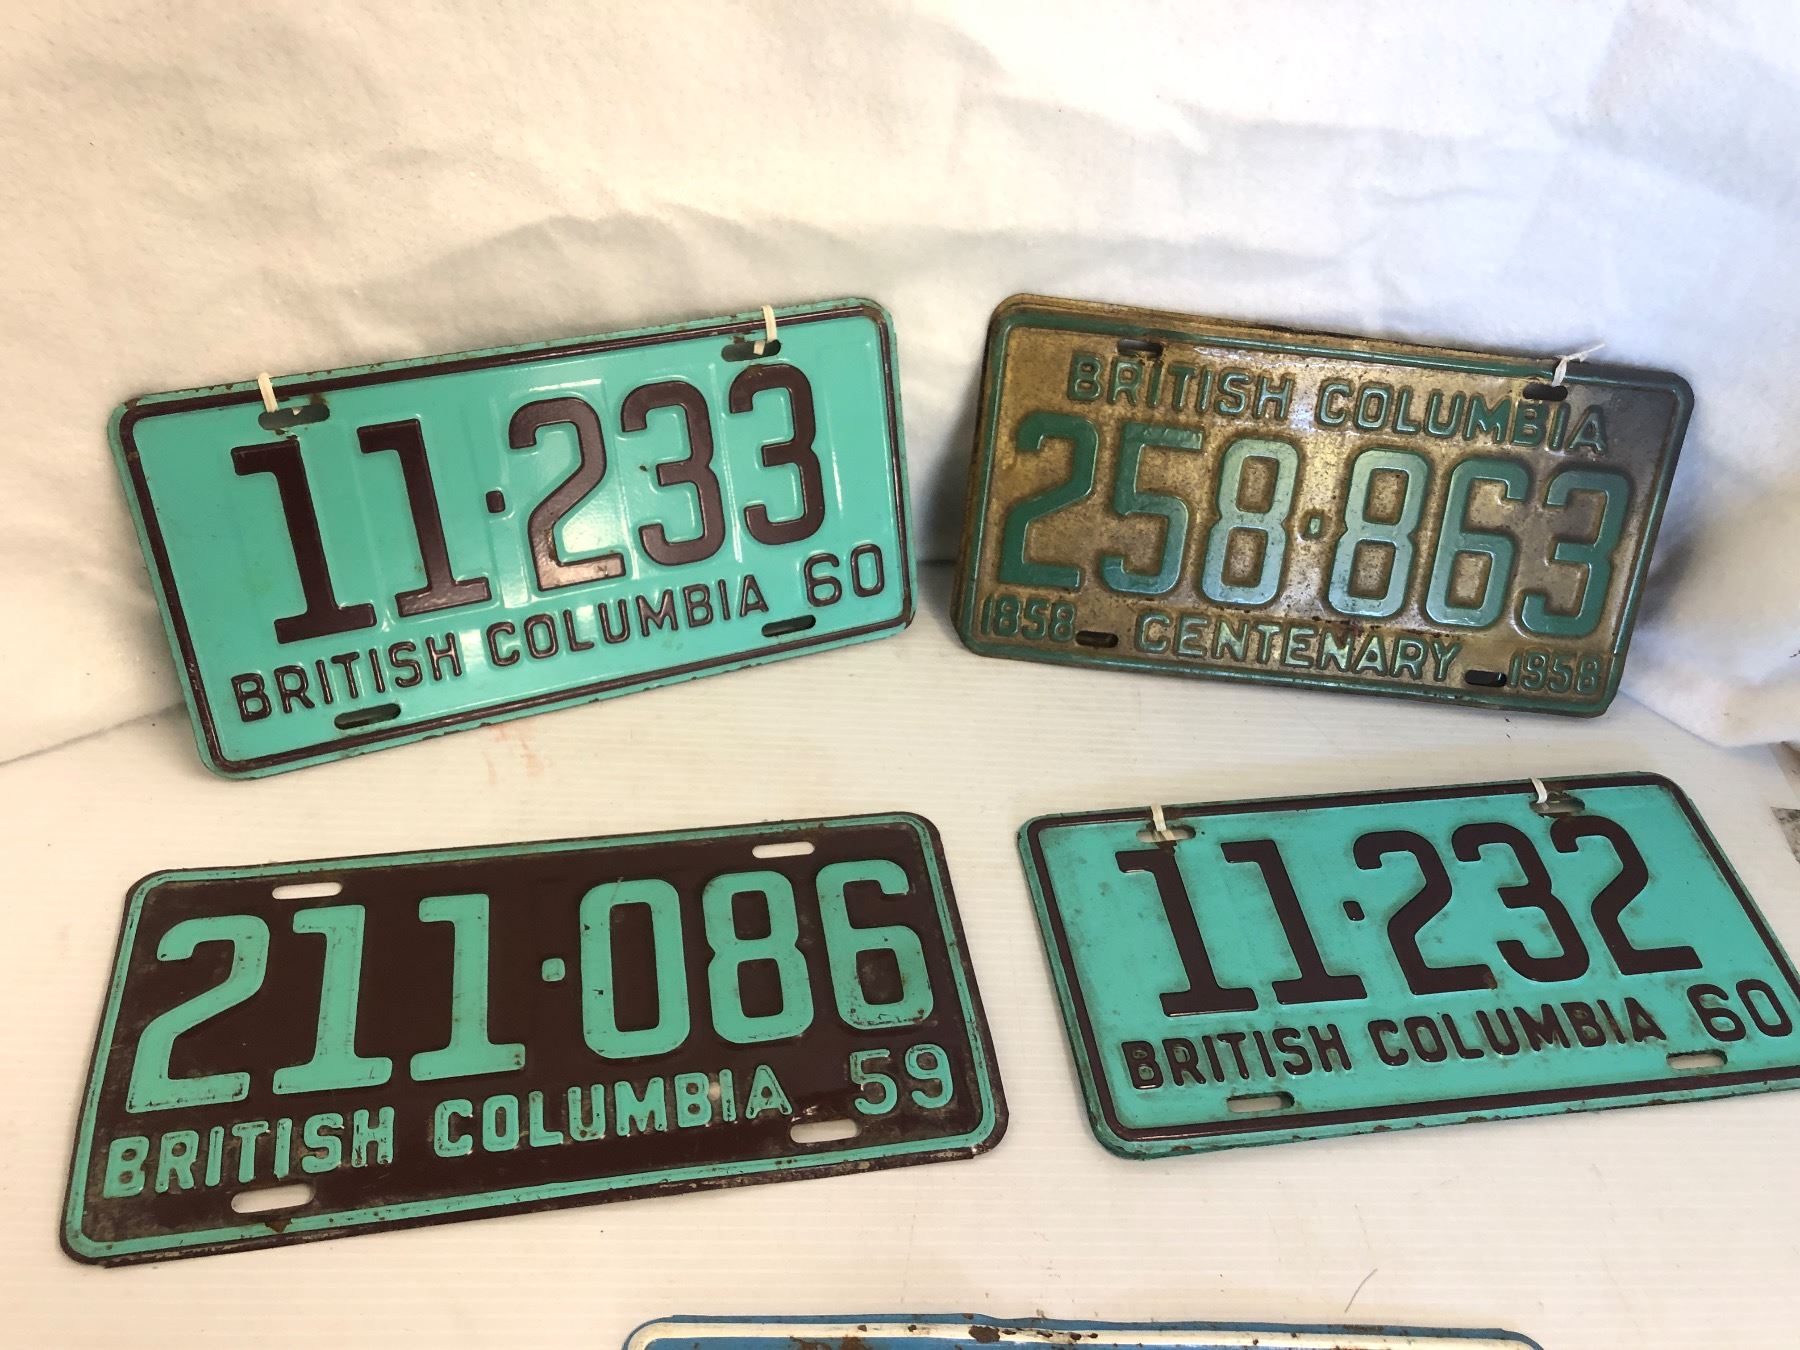 11·233
BRITISH COLUMBIA 60
BRITISH COLUMBIA
258·863
1858 CENTENARY 1958
211·086
BRITISH COLUMBIA 59
11·232
BRITISH COLUMBIA 60